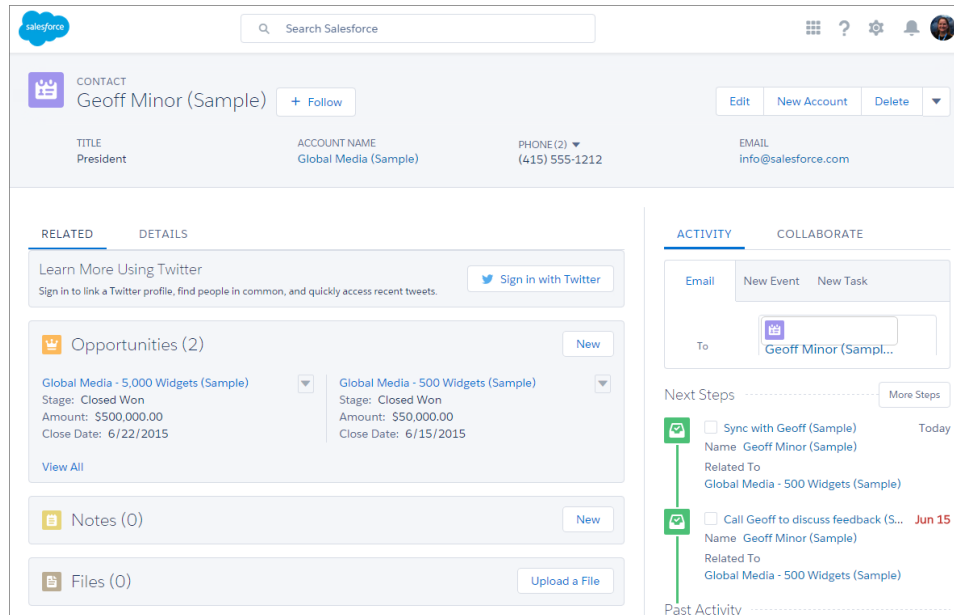 salesforce
Search Salesforce
CONTACT
Geoff Minor (Sample)
+ Follow
Edit
New Account
Delete
TITLE
President
ACCOUNT NAME
Global Media (Sample)
PHONE (2)
(415) 555-1212
EMAIL
info@salesforce.com
RELATED
DETAILS
Learn More Using Twitter
Sign in to link a Twitter profile, find people in common, and quickly access recent tweets.
Sign in with Twitter
Opportunities (2)
New
Global Media - 5,000 Widgets (Sample)
Stage: Closed Won
Amount: $500,000.00
Close Date: 6/22/2015
Global Media - 500 Widgets (Sample)
Stage: Closed Won
Amount: $50,000.00
Close Date: 6/15/2015
View All
Notes (0)
New
Files (0)
Upload a File
ACTIVITY
COLLABORATE
Email
New Event
New Task
To
Geoff Minor (Sampl...
Next Steps
More Steps
Sync with Geoff (Sample)
Today
Name Geoff Minor (Sample)
Related To
Global Media - 500 Widgets (Sample)
Call Geoff to discuss feedback (S...
Jun 15
Name Geoff Minor (Sample)
Related To
Global Media - 500 Widgets (Sample)
Past Activity